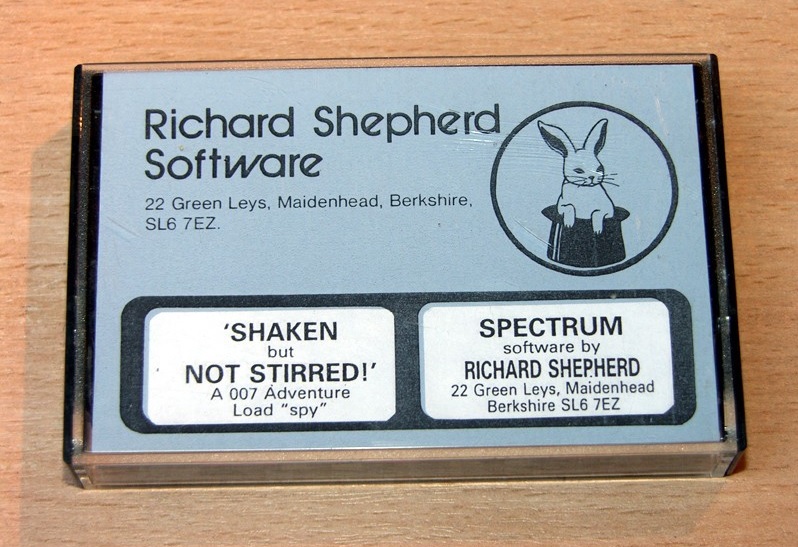 Richard Shepherd
Software
22 Green Leys, Maidenhead, Berkshire,
SL6 7EZ.
'SHAKEN
but
NOT STIRRED!'
A 007 Adventure
Load "spy"
SPECTRUM
software by
RICHARD SHEPHERD
22 Green Leys, Maidenhead
Berkshire SL6 7EZ